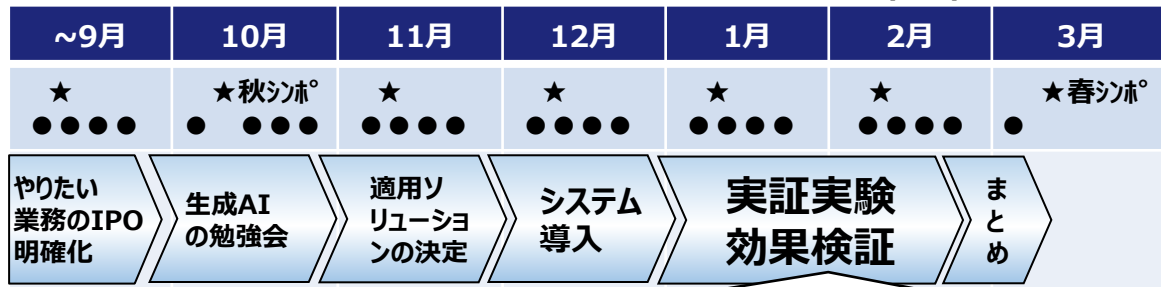 ~9月 10月 11月 12月 1月 2月 3月
★ ★秋シンポ ★ ★ ★ ★ ★春シンポ
●●●● ● ●●● ●●●● ●●●● ●●●● ●●●● ●
やりたい
業務のIPO
明確化
生成AI
の勉強会
適用ソ
リューショ
ンの決定
システム
導入
実証実験
効果検証
ま
と
め